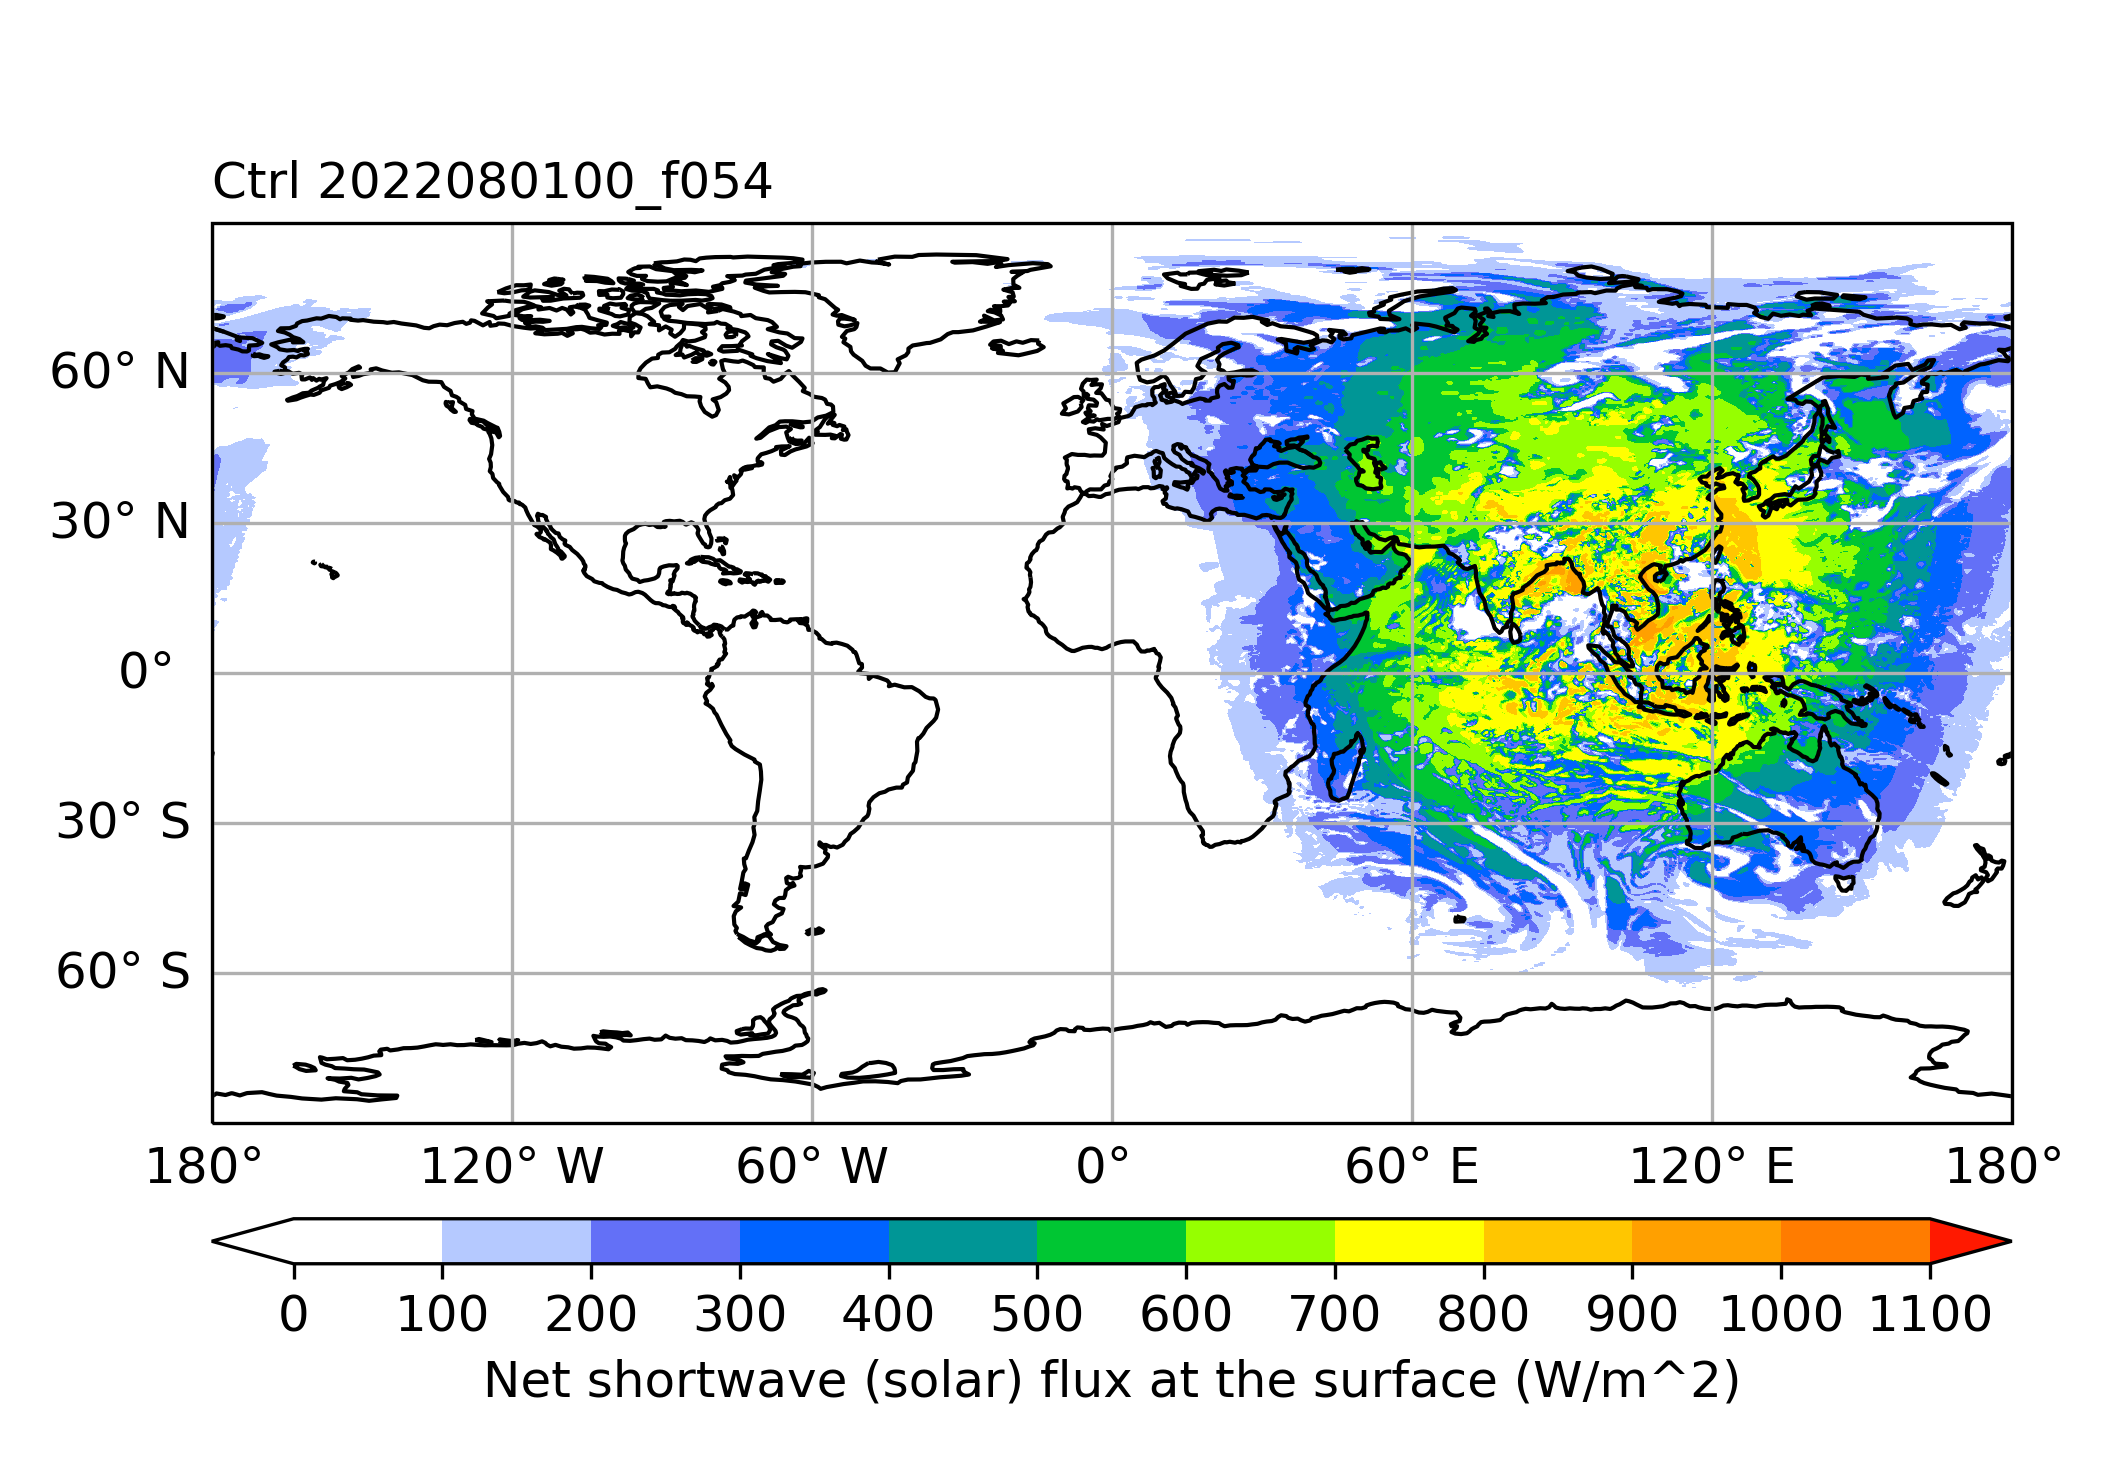 Ctrl 2022080100_f054
60° N
30° N
0°
30° S
60° S
180° 120° W 60° W 0° 60° E 120° E 180°
0 100 200 300 400 500 600 700 800 900 1000 1100
Net shortwave (solar) flux at the surface (W/m^2)